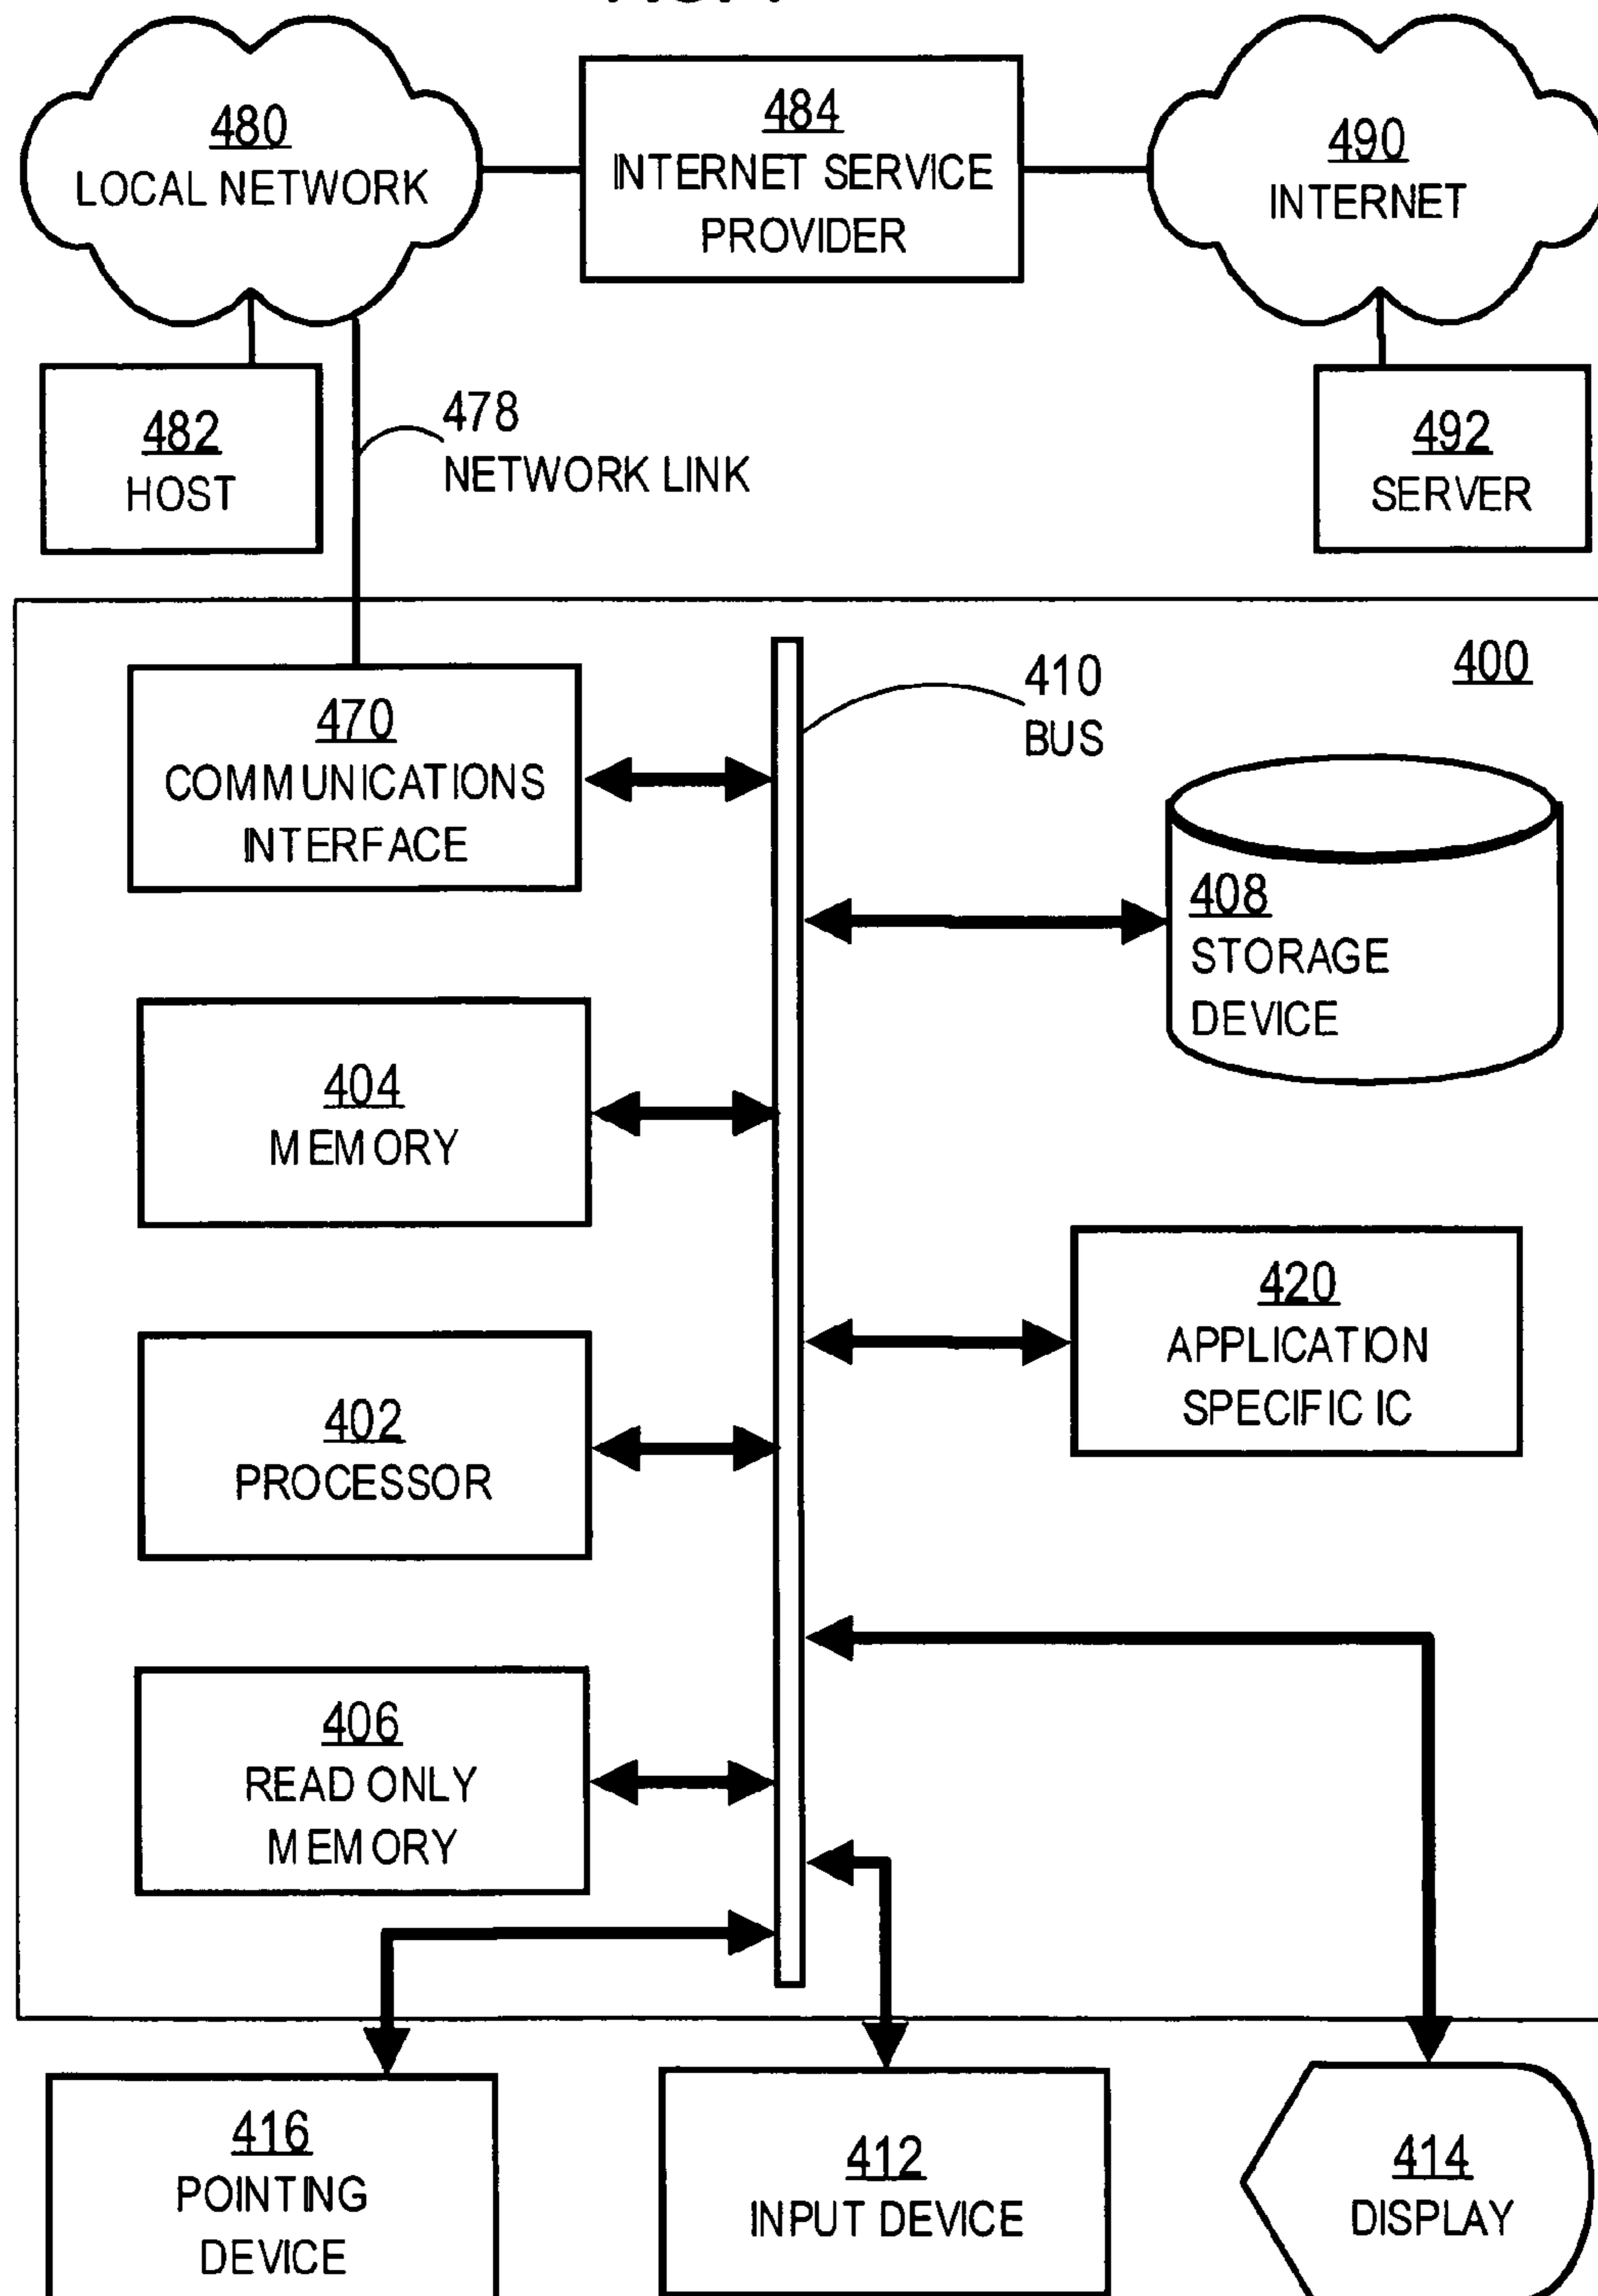 480
LOCAL NETWORK
484
INTERNET SERVICE
PROVIDER
490
INTERNET
482
HOST
478
NETWORK LINK
492
SERVER
400
470
COMMUNICATIONS
INTERFACE
410
BUS
408
STORAGE
DEVICE
404
MEMORY
420
APPLICATION
SPECIFIC IC
402
PROCESSOR
406
READ ONLY
MEMORY
416
POINTING
DEVICE
412
INPUT DEVICE
414
DISPLAY